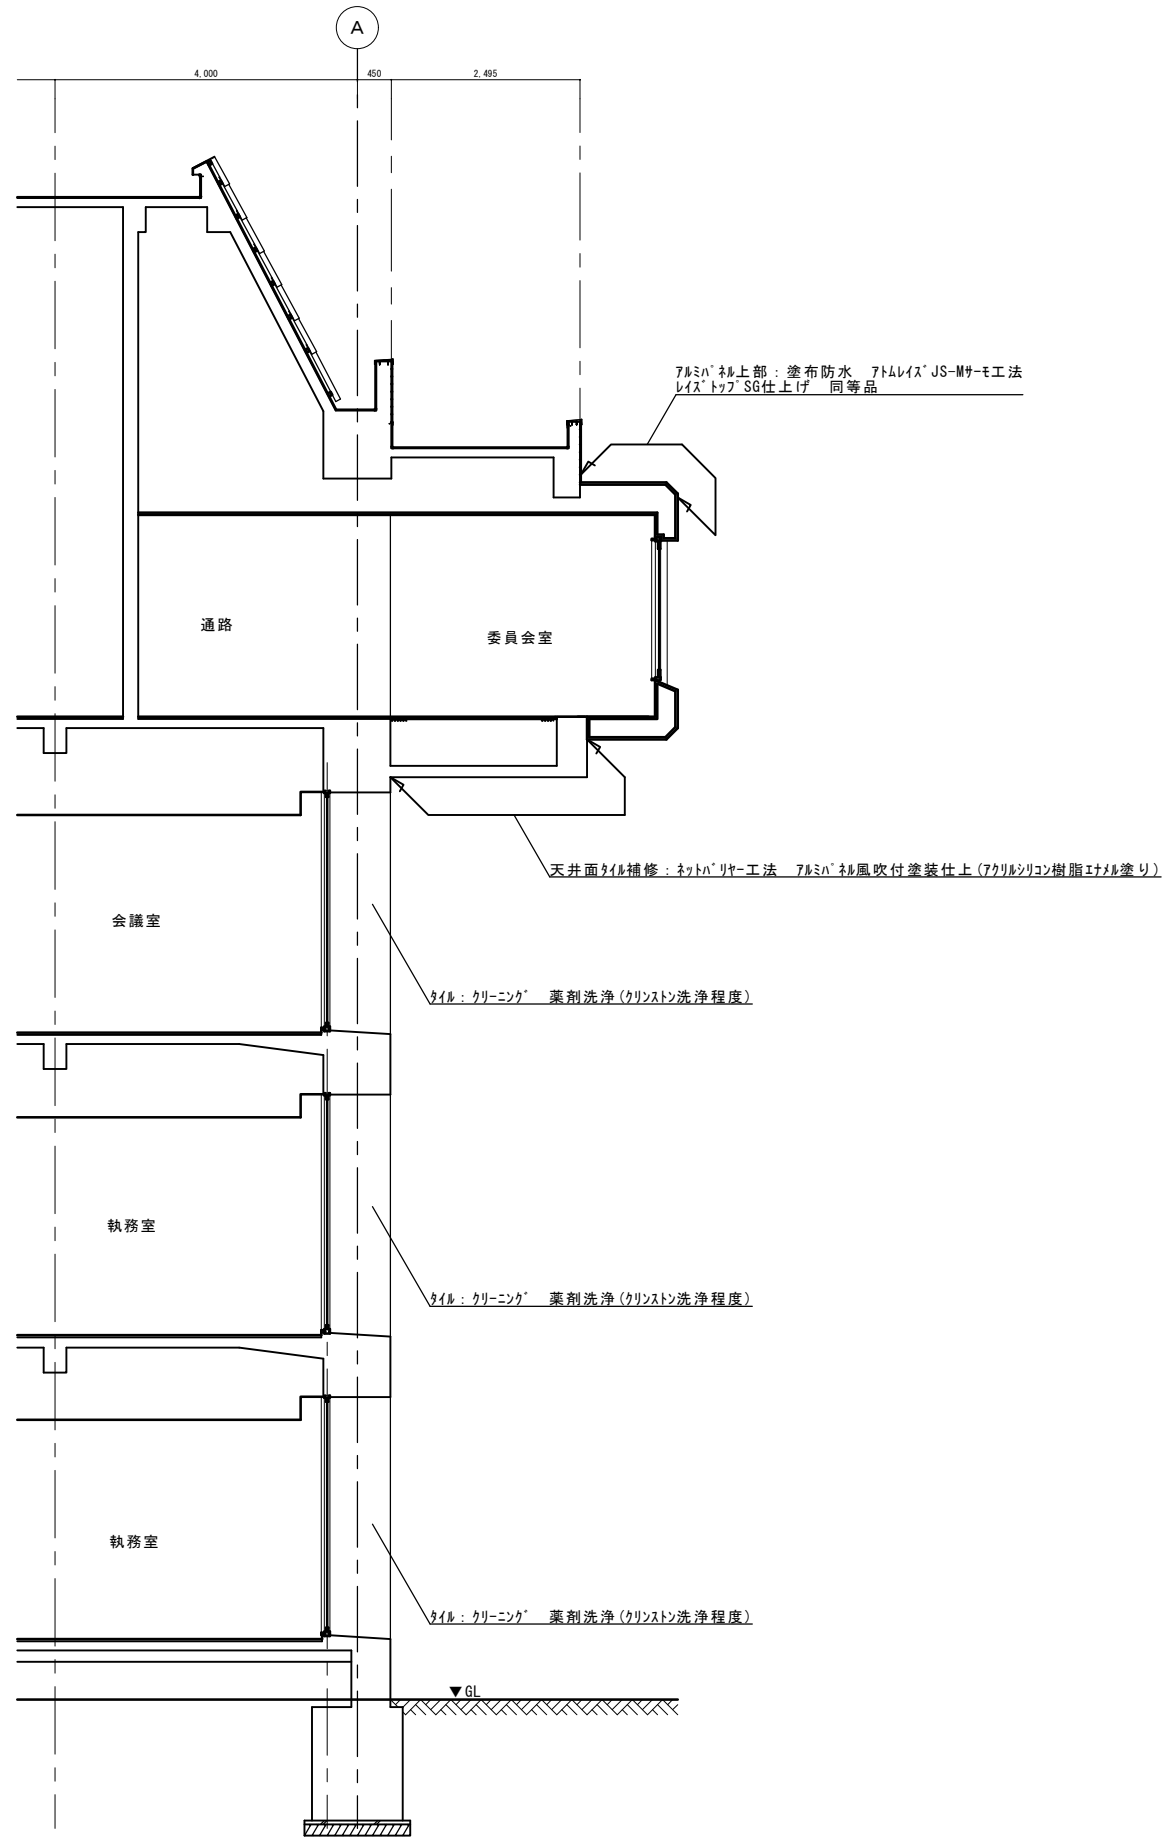 A
4,000
450
2,495
ｱﾙﾐﾊﾟﾈﾙ上部：塗布防水　ｱﾄﾑﾚｲｽﾞJS-Mｻｰﾓ工法
ﾚｲｽﾞﾄｯﾌﾟSG仕上げ　同等品
通路
委員会室
天井面ﾀｲﾙ補修：ﾈｯﾄﾊﾞﾘﾔｰ工法　ｱﾙﾐﾊﾟﾈﾙ風吹付塗装仕上(ｱｸﾘﾙｼﾘｺﾝ樹脂ｴﾅﾒﾙ塗り)
会議室
ﾀｲﾙ：ｸﾘｰﾆﾝｸﾞ　薬剤洗浄(ｸﾘﾝｽﾄﾝ洗浄程度)
執務室
ﾀｲﾙ：ｸﾘｰﾆﾝｸﾞ　薬剤洗浄(ｸﾘﾝｽﾄﾝ洗浄程度)
執務室
ﾀｲﾙ：ｸﾘｰﾆﾝｸﾞ　薬剤洗浄(ｸﾘﾝｽﾄﾝ洗浄程度)
▼GL